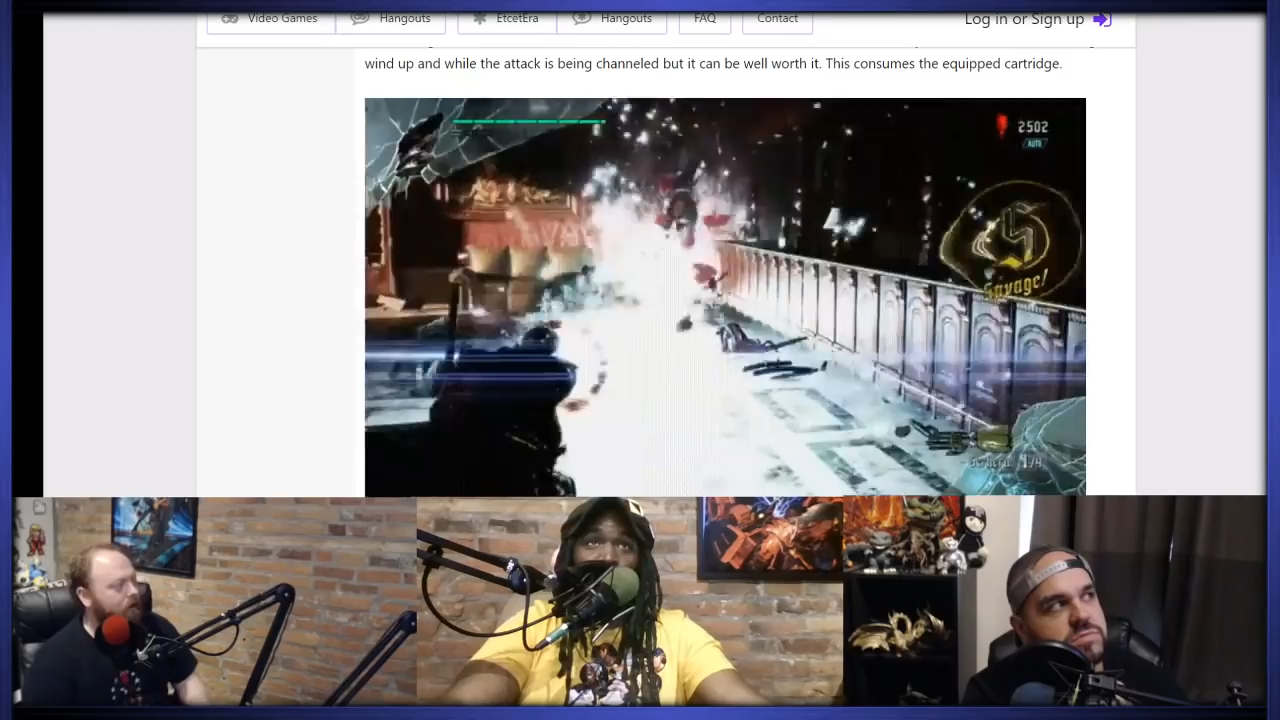 Video Games
Hangouts
EtcetEra
Hangouts
FAQ
Contact
Log in or Sign up
wind up and while the attack is being channeled but it can be well worth it. This consumes the equipped cartridge.
2502
AUTO
S
Savage!